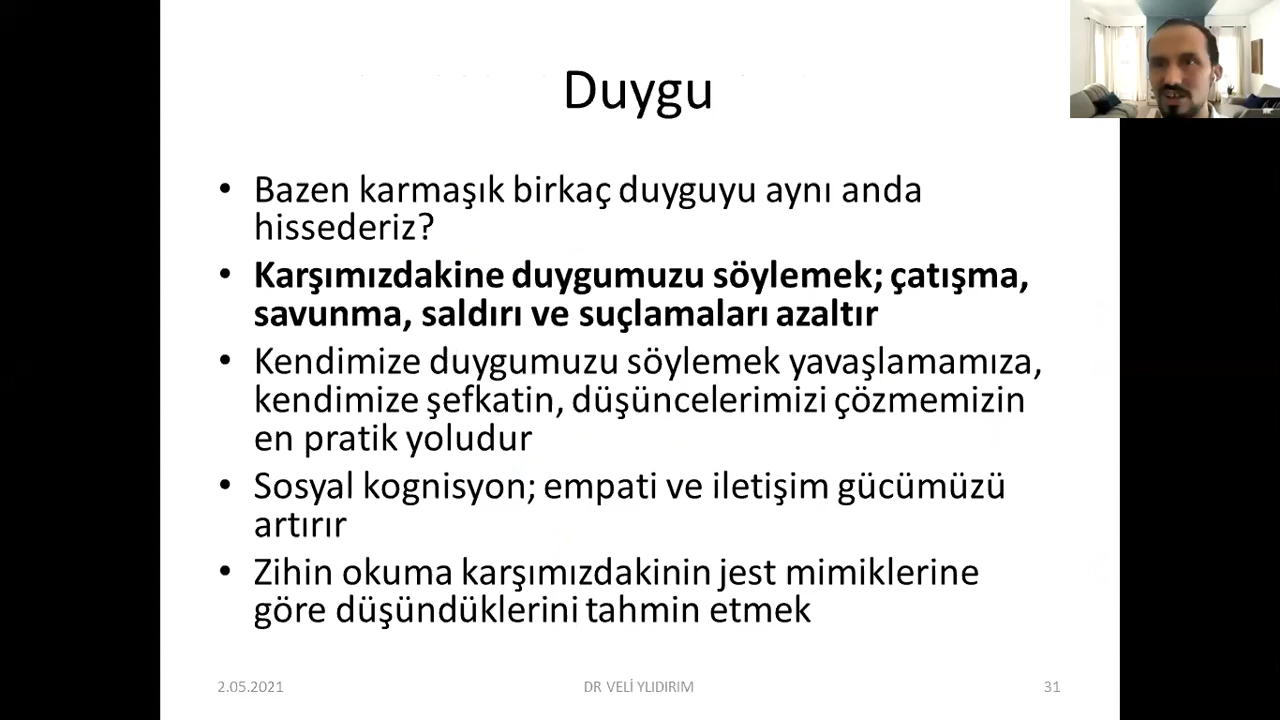 Duygu
• Bazen karmaşık birkaç duyguyu aynı anda
hissederiz?
• Karşımızdakine duygumuzu söylemek; çatışma,
savunma, saldırı ve suçlamaları azaltır
• Kendimize duygumuzu söylemek yavaşlamamıza,
kendimize şefkatin, düşüncelerimizi çözmemizin
en pratik yoludur
• Sosyal kognisyon; empati ve iletişim gücümüzü
artırır
• Zihin okuma karşımızdakinin jest mimiklerine
göre düşündüklerini tahmin etmek
2.05.2021 DR VELİ YLIDIRIM 31